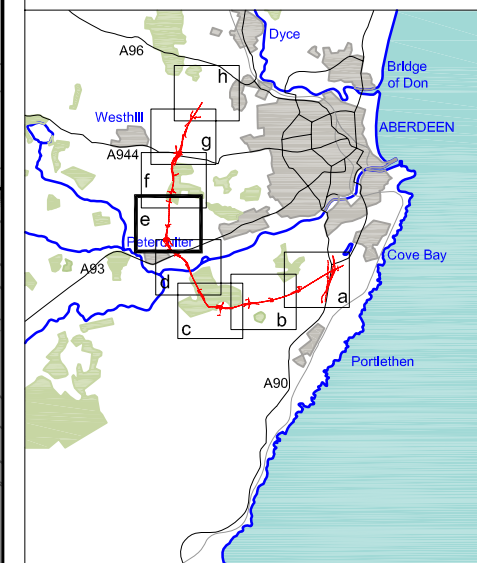 Dyce
A96
Bridge
of Don
h
Westhill
ABERDEEN
g
A944
f
e
Peterculter
Cove Bay
A93
d
a
b
c
Portlethen
A90